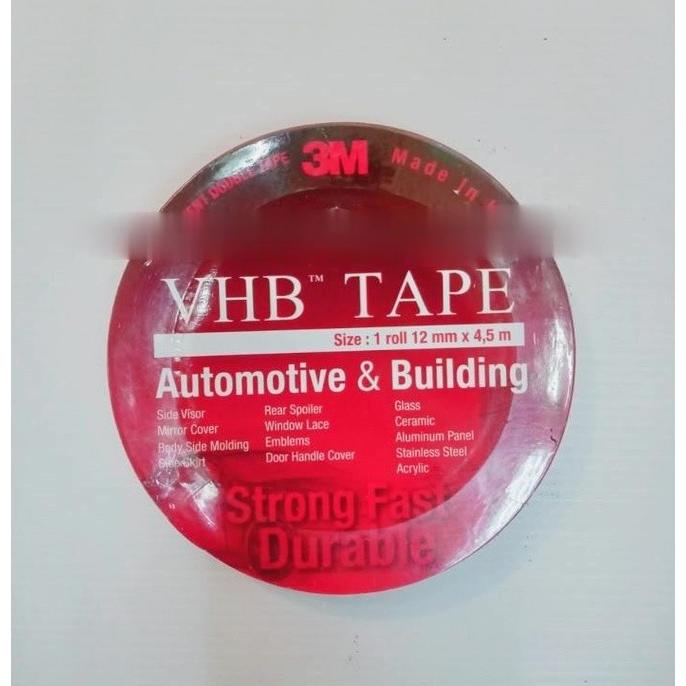 DOUBLE TAPE 3M Made in
VHB™ TAPE
Size : 1 roll 12 mm x 4,5 m
Automotive & Building
Side Visor
Mirror Cover
Body Side Molding
Side Skirt
Rear Spoiler
Window Lace
Emblems
Door Handle Cover
Glass
Ceramic
Aluminum Panel
Stainless Steel
Acrylic
Strong Fast
Durable